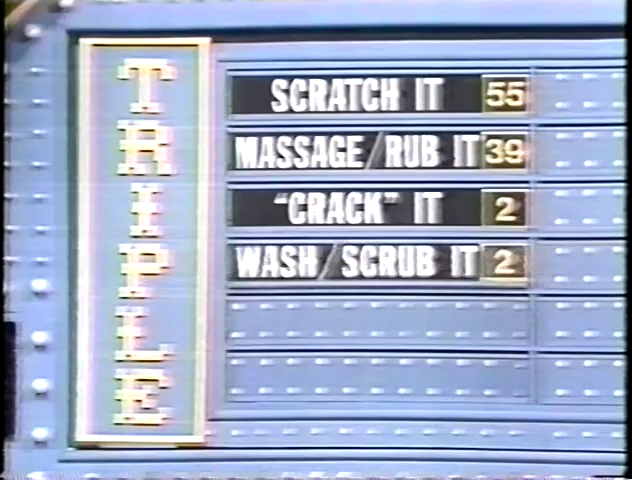 TRIPLE
SCRATCH IT 55
MASSAGE/RUB IT 39
"CRACK" IT 2
WASH/SCRUB IT 2